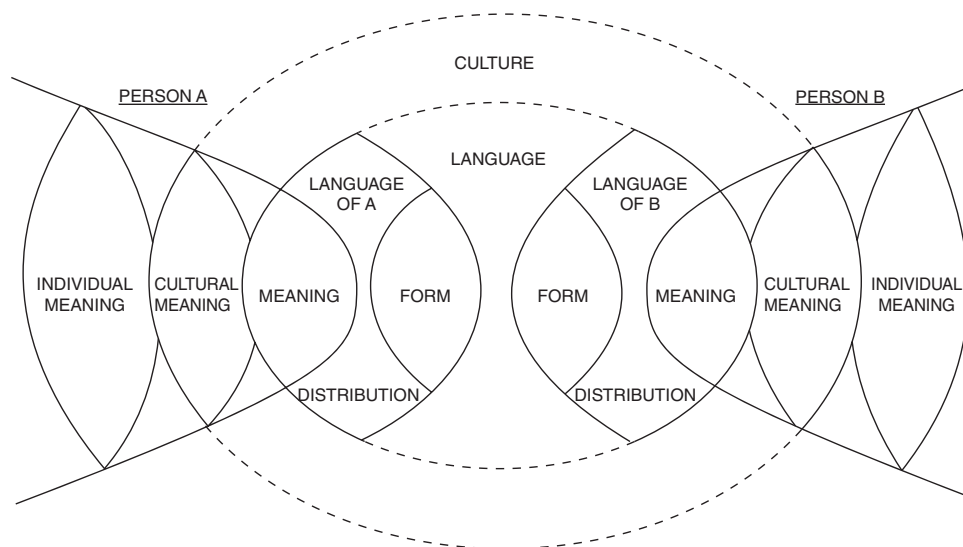 CULTURE
PERSON A
PERSON B
LANGUAGE
LANGUAGE
OF A
LANGUAGE
OF B
INDIVIDUAL
MEANING
CULTURAL
MEANING
MEANING
FORM
FORM
MEANING
CULTURAL
MEANING
INDIVIDUAL
MEANING
DISTRIBUTION
DISTRIBUTION